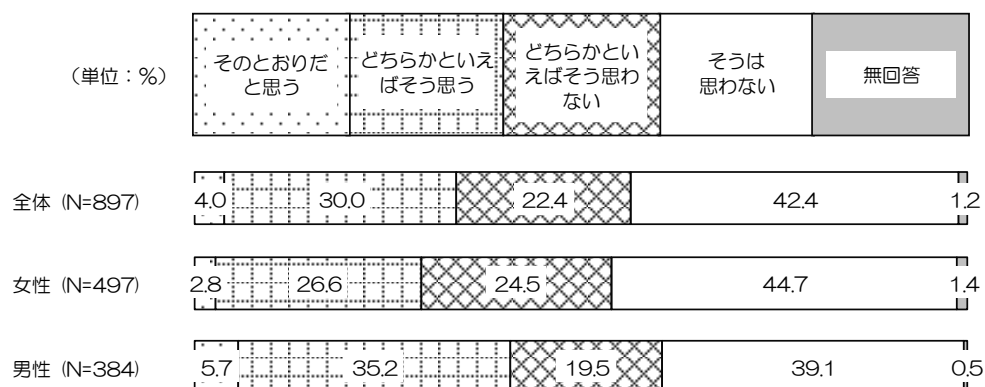 （単位：%）
そのとおりだ
と思う
どちらかといえ
ばそう思う
どちらかとい
えばそう思わ
ない
そうは
思わない
無回答
全体 (N=897)
4.0
30.0
22.4
42.4
1.2
女性 (N=497)
2.8
26.6
24.5
44.7
1.4
男性 (N=384)
5.7
35.2
19.5
39.1
0.5